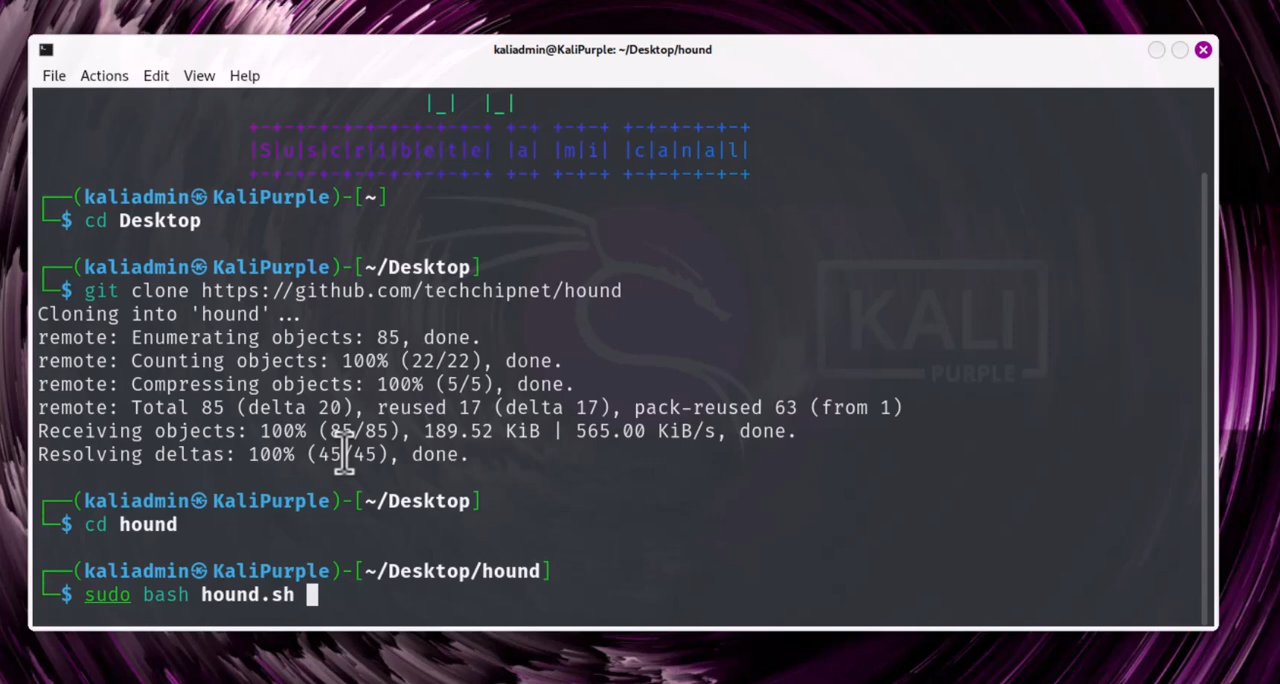 kaliadmin@KaliPurple: ~/Desktop/hound
File Actions Edit View Help
|_| |_|
+-+-+-+-+-+-+-+-+-+-+ +-+ +-+-+ +-+-+-+-+-+
|S|u|s|c|r|i|b|e|t|e| |a| |m|i| |c|a|n|a|l|
+-+-+-+-+-+-+-+-+-+-+ +-+ +-+-+ +-+-+-+-+-+
┌──(kaliadmin㉿KaliPurple)-[~]
└─$ cd Desktop
┌──(kaliadmin㉿KaliPurple)-[~/Desktop]
└─$ git clone https://github.com/techchipnet/hound
Cloning into 'hound'...
remote: Enumerating objects: 85, done.
remote: Counting objects: 100% (22/22), done.
remote: Compressing objects: 100% (5/5), done.
remote: Total 85 (delta 20), reused 17 (delta 17), pack-reused 63 (from 1)
Receiving objects: 100% (85/85), 189.52 KiB | 565.00 KiB/s, done.
Resolving deltas: 100% (45/45), done.
┌──(kaliadmin㉿KaliPurple)-[~/Desktop]
└─$ cd hound
┌──(kaliadmin㉿KaliPurple)-[~/Desktop/hound]
└─$ sudo bash hound.sh
KALI
PURPLE